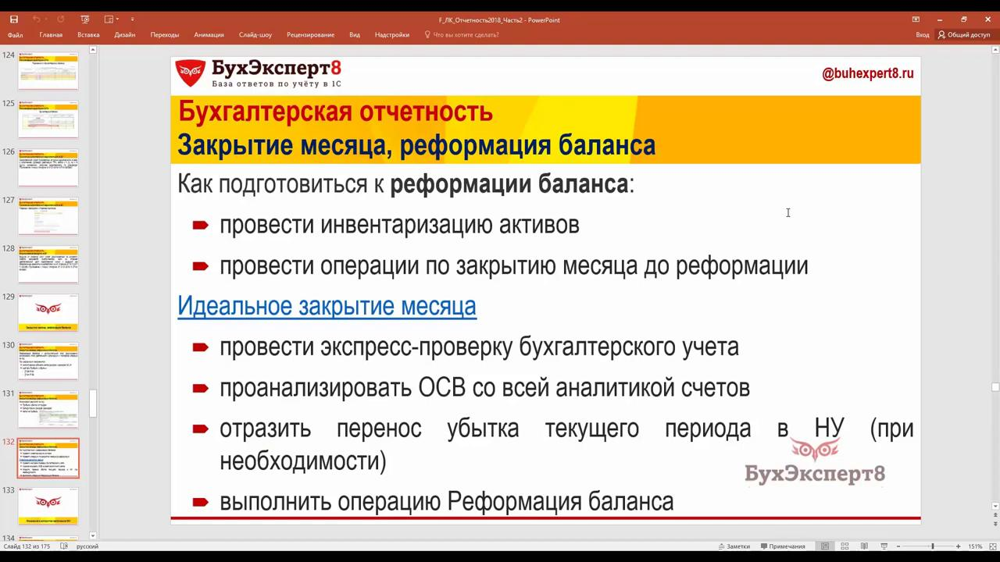 F_ЛК_Отчетность2018_Часть2 - PowerPoint
Файл Главная Вставка Дизайн Переходы Анимация Слайд-шоу Рецензирование Вид Надстройки Что вы хотите сделать? Вход Общий доступ
124
125
126
127
128
129
130
131
132
133
134
БухЭксперт8
База ответов по учёту в 1С
@buhexpert8.ru
Бухгалтерская отчетность
Закрытие месяца, реформация баланса
Как подготовиться к реформации баланса:
провести инвентаризацию активов
провести операции по закрытию месяца до реформации
Идеальное закрытие месяца
провести экспресс-проверку бухгалтерского учета
проанализировать ОСВ со всей аналитикой счетов
отразить перенос убытка текущего периода в НУ (при
необходимости)
БухЭксперт8
выполнить операцию Реформация баланса
Слайд 132 из 175 русский Заметки Примечания 151%